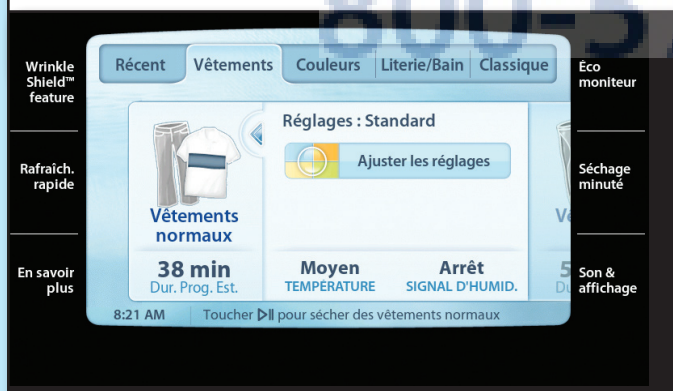 800-5
Wrinkle
Shield™
feature
Rafraîch.
rapide
En savoir
plus
Récent Vêtements Couleurs Literie/Bain Classique
Réglages : Standard
Ajuster les réglages
Vêtements
normaux
38 min
Dur. Prog. Est.
Moyen
TEMPÉRATURE
Arrêt
SIGNAL D'HUMID.
8:21 AM Toucher pour sécher des vêtements normaux
Éco
moniteur
Séchage
minuté
Son &
affichage